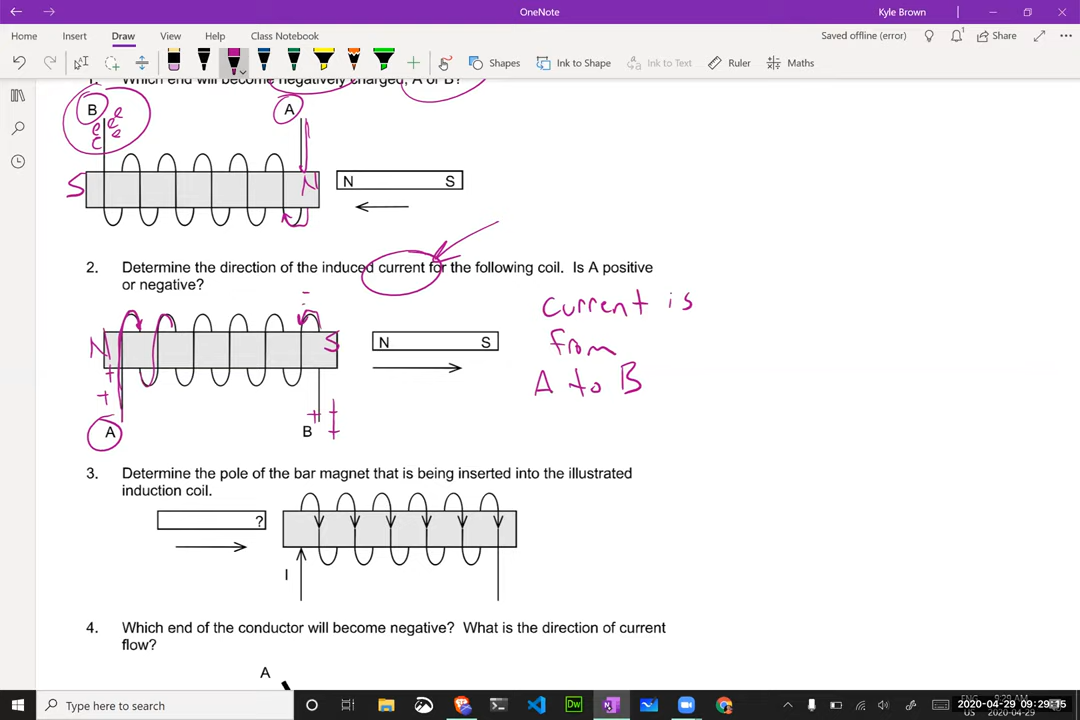 OneNote
Kyle Brown
Home Insert Draw View Help Class Notebook
Saved offline (error)
Share
Shapes
Ink to Shape
Ink to Text
Ruler
Maths
1. Which end will become negatively charged, A or B?
B A
e e
e e
S N
N S
2. Determine the direction of the induced current for the following coil. Is A positive
or negative?
N S
N S
Current is
from
A to B
+
+
+
A B
3. Determine the pole of the bar magnet that is being inserted into the illustrated
induction coil.
?
I
4. Which end of the conductor will become negative? What is the direction of current
flow?
A
Type here to search
2020-04-29 09:29:15